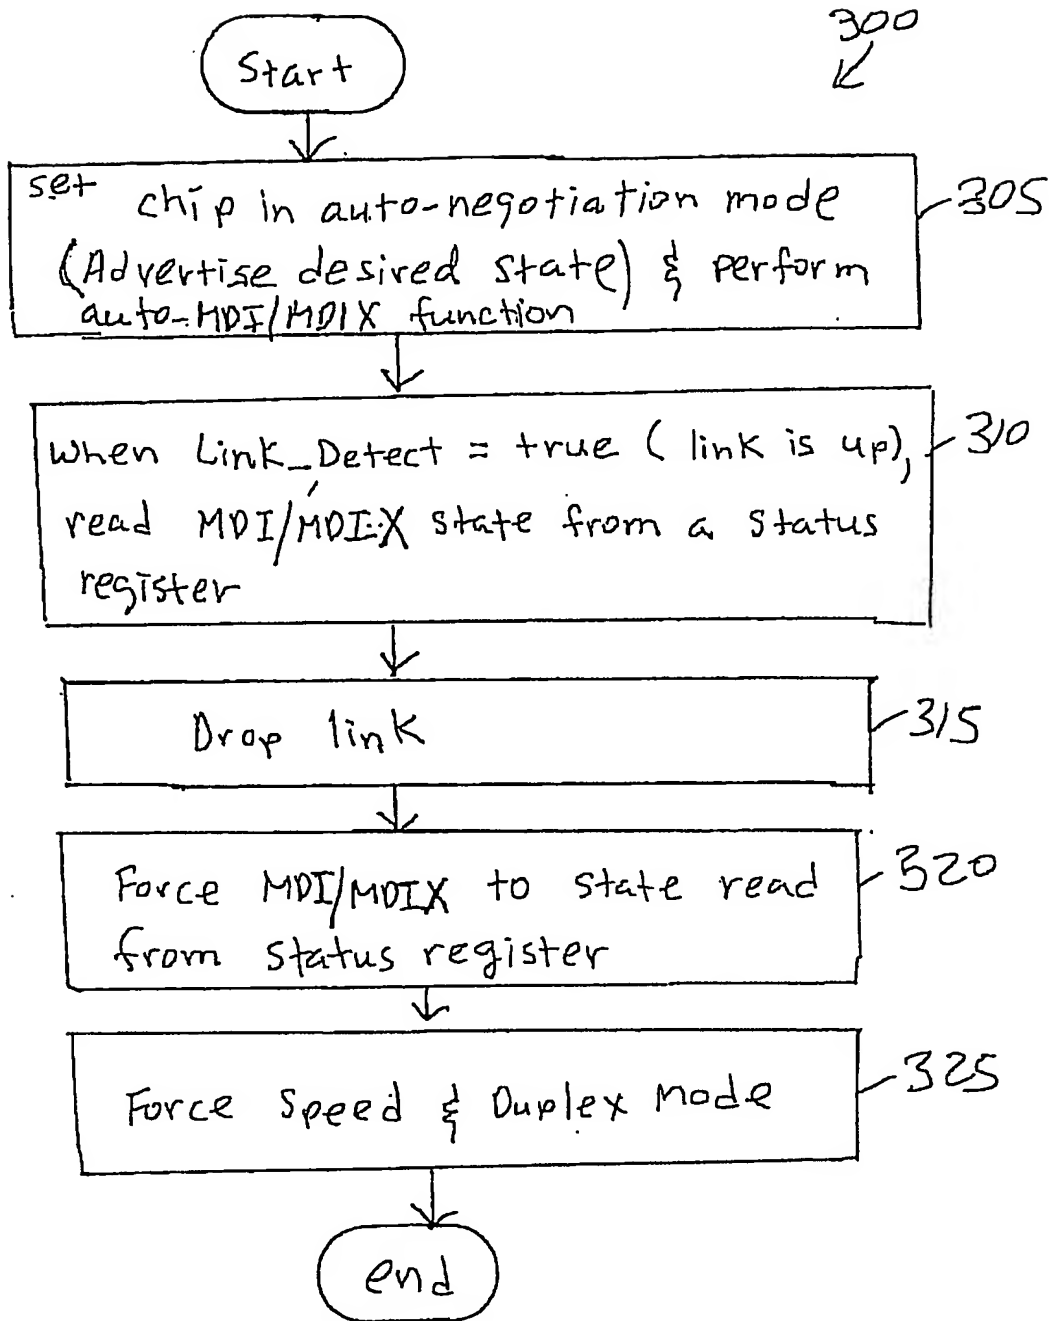 300
Start
set chip in auto-negotiation mode
(Advertise desired state) & perform
auto-MDI/MDIX function
305
When Link_Detect = true (link is up),
read MDI/MDI-X state from a status
register
310
Drop link
315
Force MDI/MDIX to state read
from status register
320
Force Speed & Duplex Mode
325
end